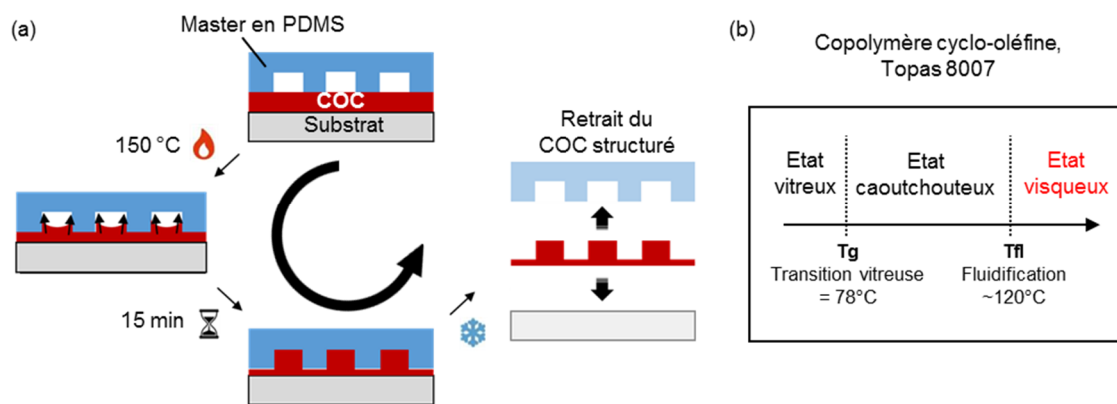 (a)
Master en PDMS
COC
Substrat
150 °C
15 min
Retrait du
COC structuré
(b)
Copolymère cyclo-oléfine,
Topas 8007
Etat
vitreux
Etat
caoutchouteux
Etat
visqueux
Tg
Transition vitreuse
= 78°C
Tfl
Fluidification
~120°C